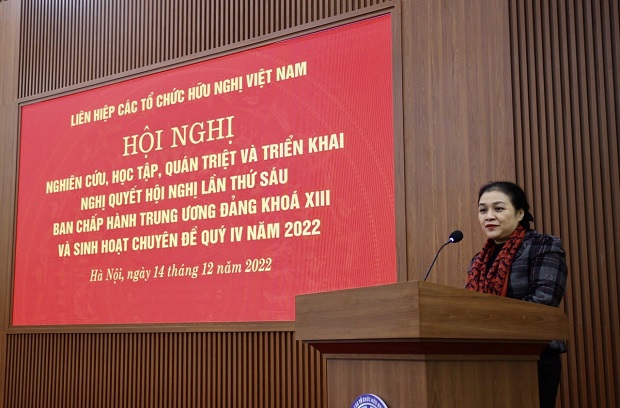 LIÊN HIỆP CÁC TỔ CHỨC HỮU NGHỊ VIỆT NAM
HỘI NGHỊ
NGHIÊN CỨU, HỌC TẬP, QUÁN TRIỆT VÀ TRIỂN KHAI
NGHỊ QUYẾT HỘI NGHỊ LẦN THỨ SÁU
BAN CHẤP HÀNH TRUNG ƯƠNG ĐẢNG KHOÁ XIII
VÀ SINH HOẠT CHUYÊN ĐỀ QUÝ IV NĂM 2022
Hà Nội, ngày 14 tháng 12 năm 2022